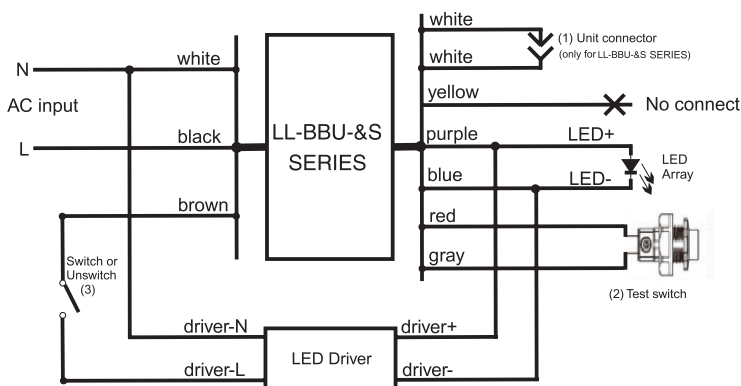 white
(1) Unit connector
(only for LL-BBU-&S SERIES)
white
white
N
AC input
yellow
No connect
black
LL-BBU-&S
SERIES
purple
LED+
L
LED
Array
blue
LED-
brown
red
gray
Switch or
Unswitch
(3)
(2) Test switch
driver-N
driver+
LED Driver
driver-L
driver-